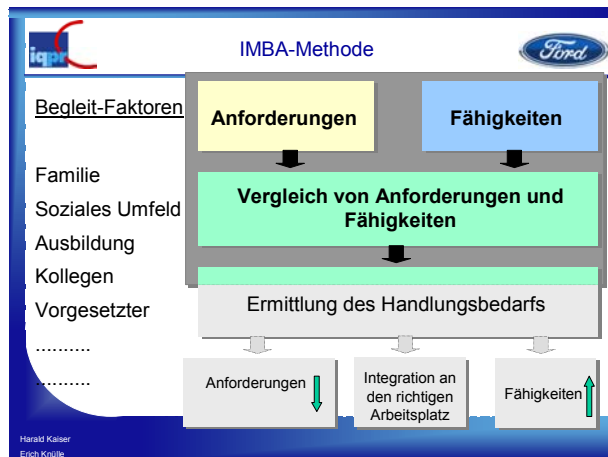 iqpr
IMBA-Methode
Ford
Begleit-Faktoren
Familie
Soziales Umfeld
Ausbildung
Kollegen
Vorgesetzter
..........
..........
Anforderungen
Fähigkeiten
Vergleich von Anforderungen und
Fähigkeiten
Ermittlung des Handlungsbedarfs
Anforderungen
Integration an
den richtigen
Arbeitsplatz
Fähigkeiten
Harald Kaiser
Erich Knülle